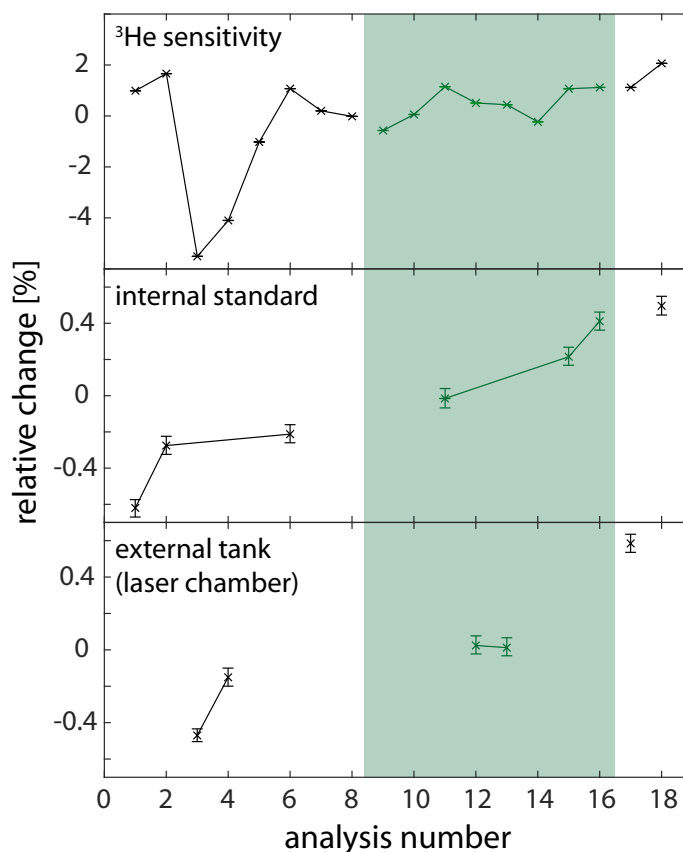 ³He sensitivity
2
0
-2
-4
internal standard
0.4
0
-0.4
external tank
(laser chamber)
0.4
0
-0.4
relative change [%]
0 2 4 6 8 10 12 14 16 18
analysis number